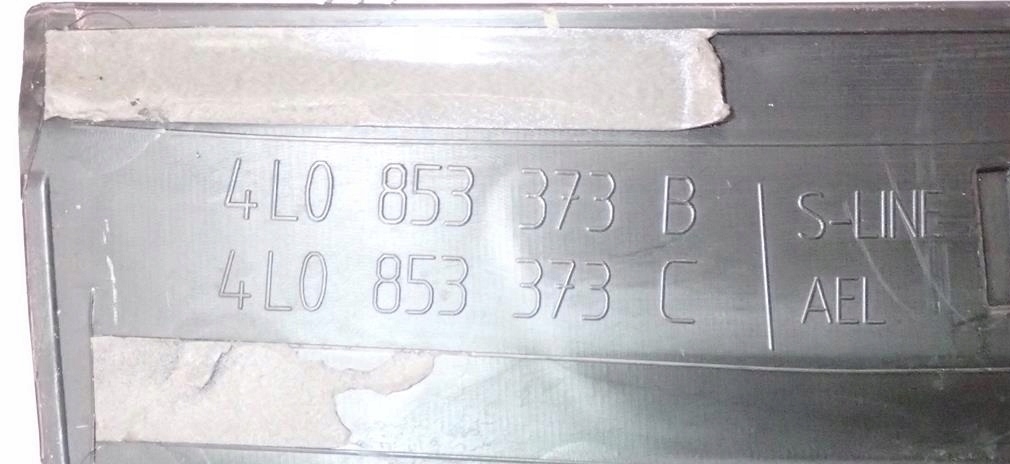 4L0 853 373 B | S-LINE
4L0 853 373 C | AEL